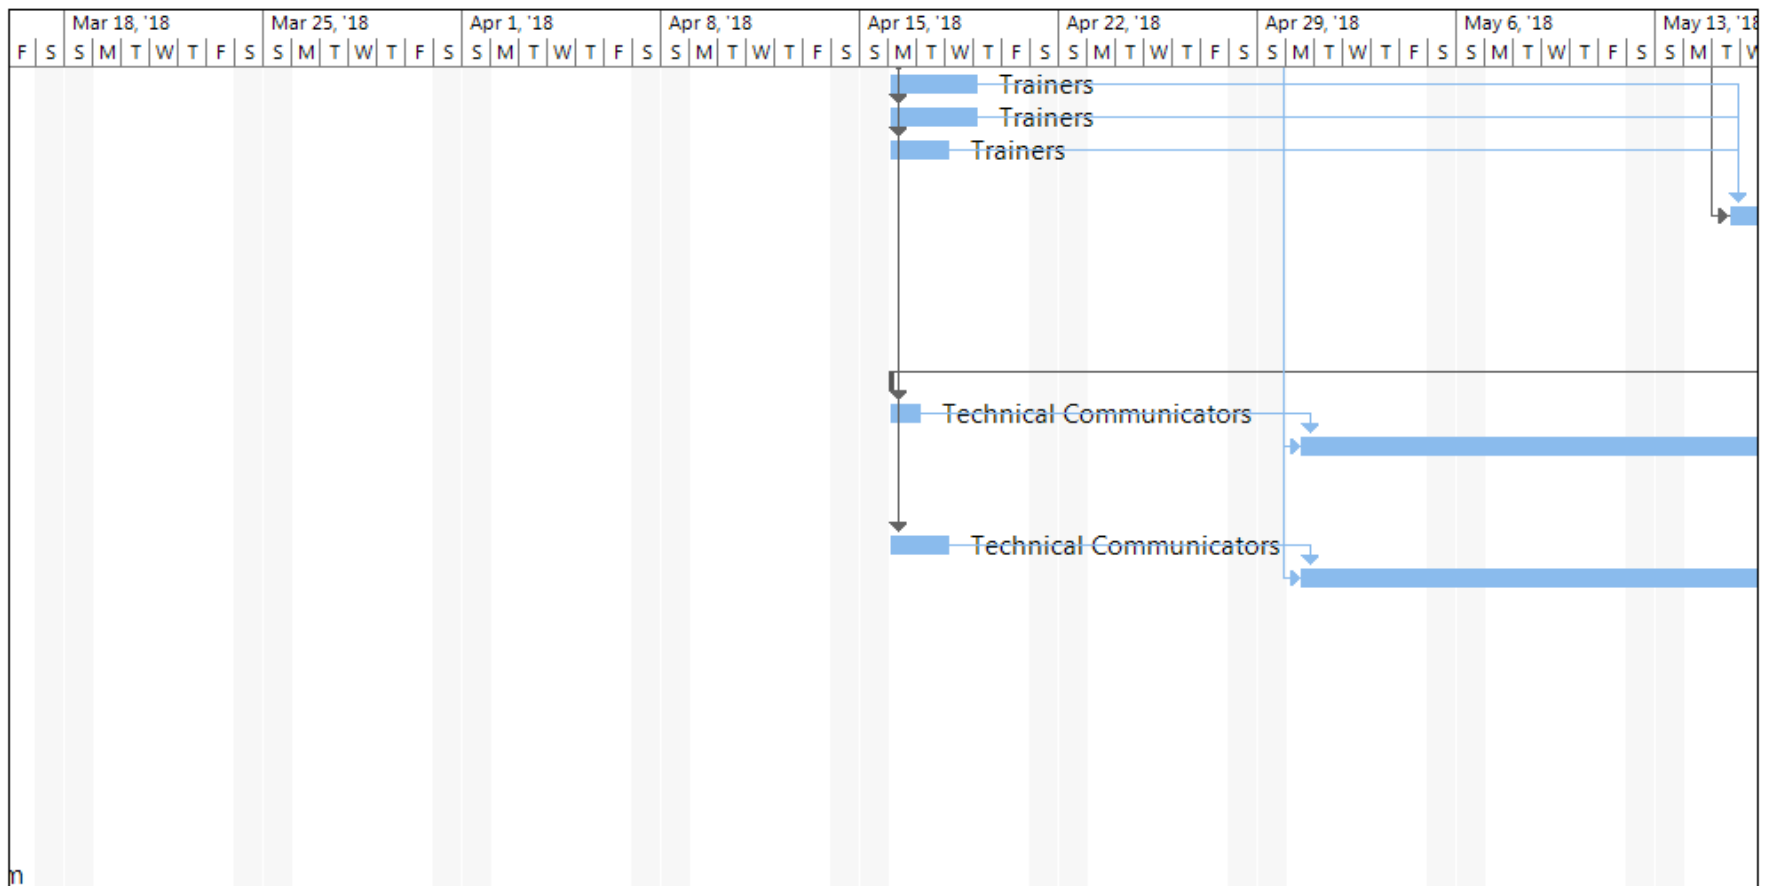 Mar 18, '18 Mar 25, '18 Apr 1, '18 Apr 8, '18 Apr 15, '18 Apr 22, '18 Apr 29, '18 May 6, '18 May 13, '18
F S S M T W T F S S M T W T F S S M T W T F S S M T W T F S S M T W T F S S M T W T F S S M T W T F S S M T W T F S S M T W
Trainers
Trainers
Trainers
Technical Communicators
Technical Communicators
m